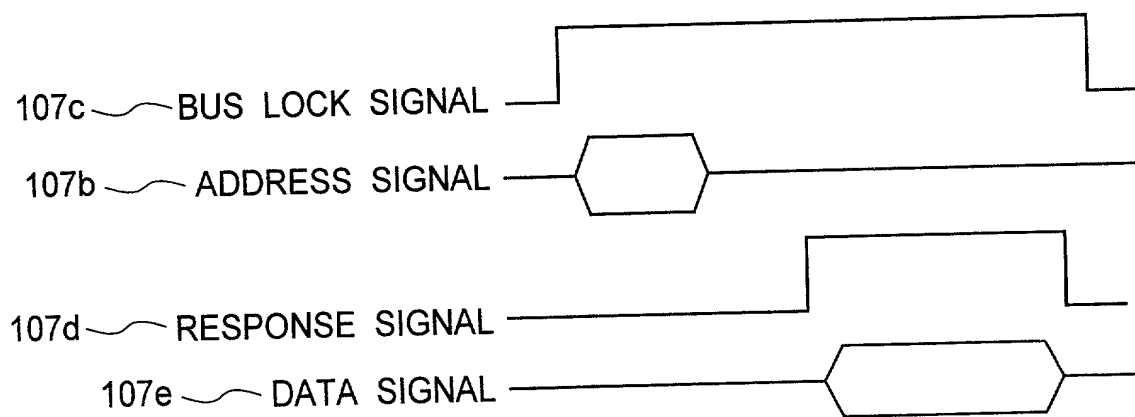 107c BUS LOCK SIGNAL
107b ADDRESS SIGNAL
107d RESPONSE SIGNAL
107e DATA SIGNAL